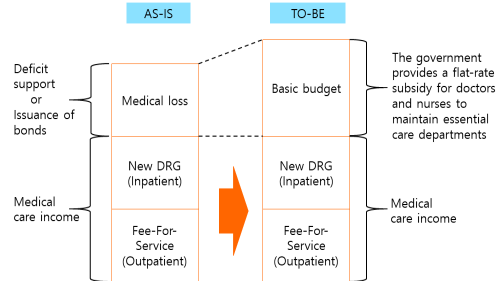 AS-IS
TO-BE
Deficit
support
or
Issuance of
bonds
Medical loss
Basic budget
The government
provides a flat-rate
subsidy for doctors
and nurses to
maintain essential
care departments
Medical
care income
New DRG
(Inpatient)
New DRG
(Inpatient)
Medical
care income
Fee-For-
Service
(Outpatient)
Fee-For-
Service
(Outpatient)